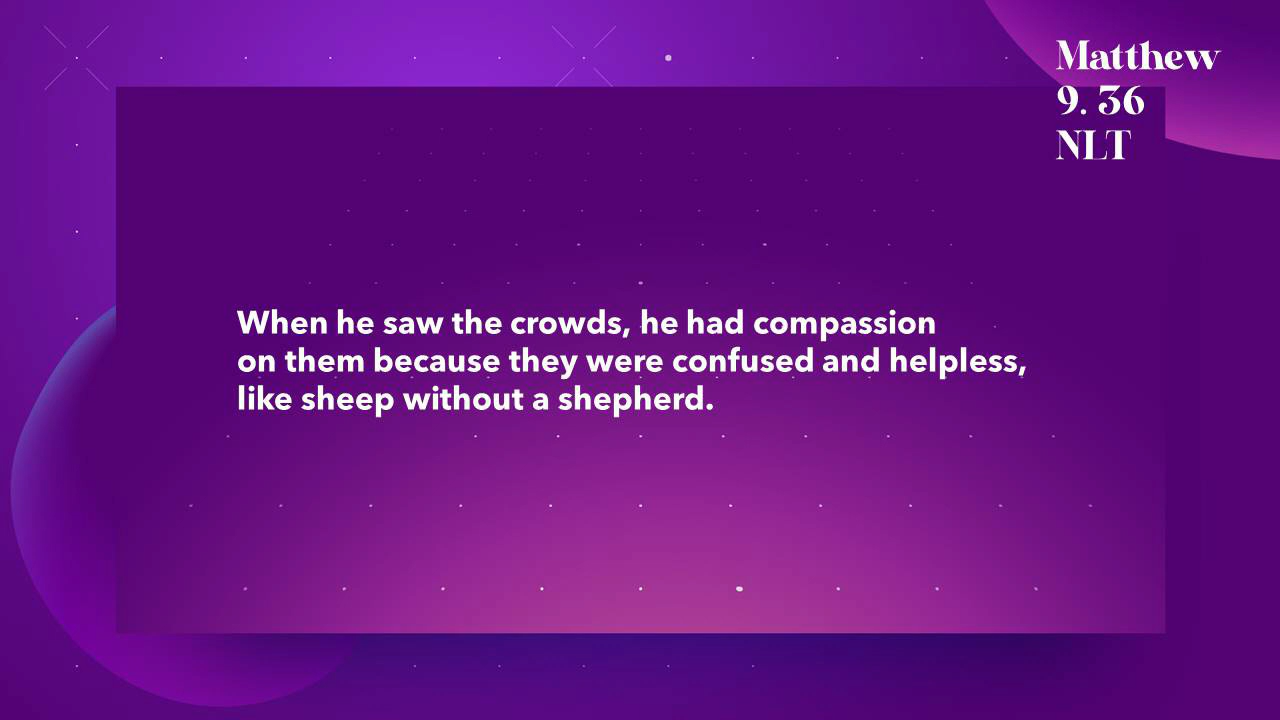 Matthew
9. 36
NLT
When he saw the crowds, he had compassion
on them because they were confused and helpless,
like sheep without a shepherd.